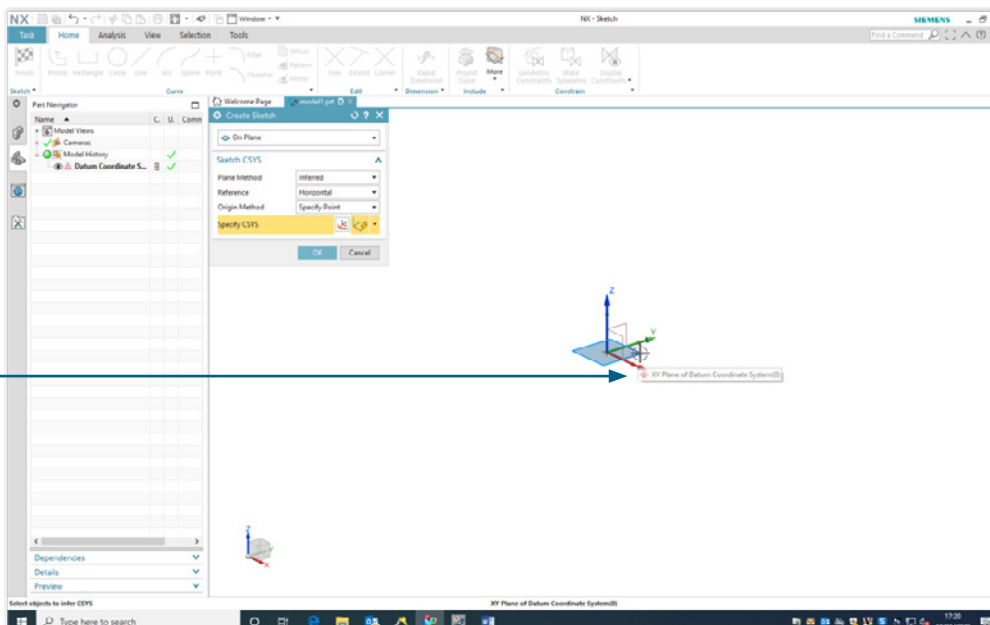 NX
Window
NX - Sketch
SIEMENS
Task
Home
Analysis
View
Selection
Tools
Find a Command
Finish
Profile
Rectangle
Circle
Line
Arc
Spline
Point
Fillet
Chamfer
Offset
Pattern
Mirror
Trim
Extend
Corner
Rapid Dimension
Project Curve
More
Geometric Constraints
Make Symmetric
Display Constraints
Sketch
Curve
Edit
Dimension
Include
Constrain
Part Navigator
Welcome Page
model1.prt
Name
C.
U.
Comm
Model Views
Cameras
Model History
Datum Coordinate S...
Create Sketch
On Plane
Sketch CSYS
Plane Method
Inferred
Reference
Horizontal
Origin Method
Specify Point
Specify CSYS
OK
Cancel
Z
Y
XY Plane of Datum Coordinate System(0)
Z
Y
X
Dependencies
Details
Preview
Select objects to infer CSYS
XY Plane of Datum Coordinate System(0)
Type here to search
17:20